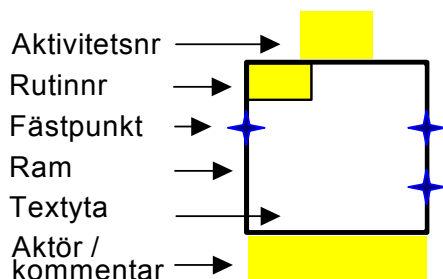 Aktivitetsnr
Rutinnr
Fästpunkt
Ram
Textyta
Aktör /
kommentar